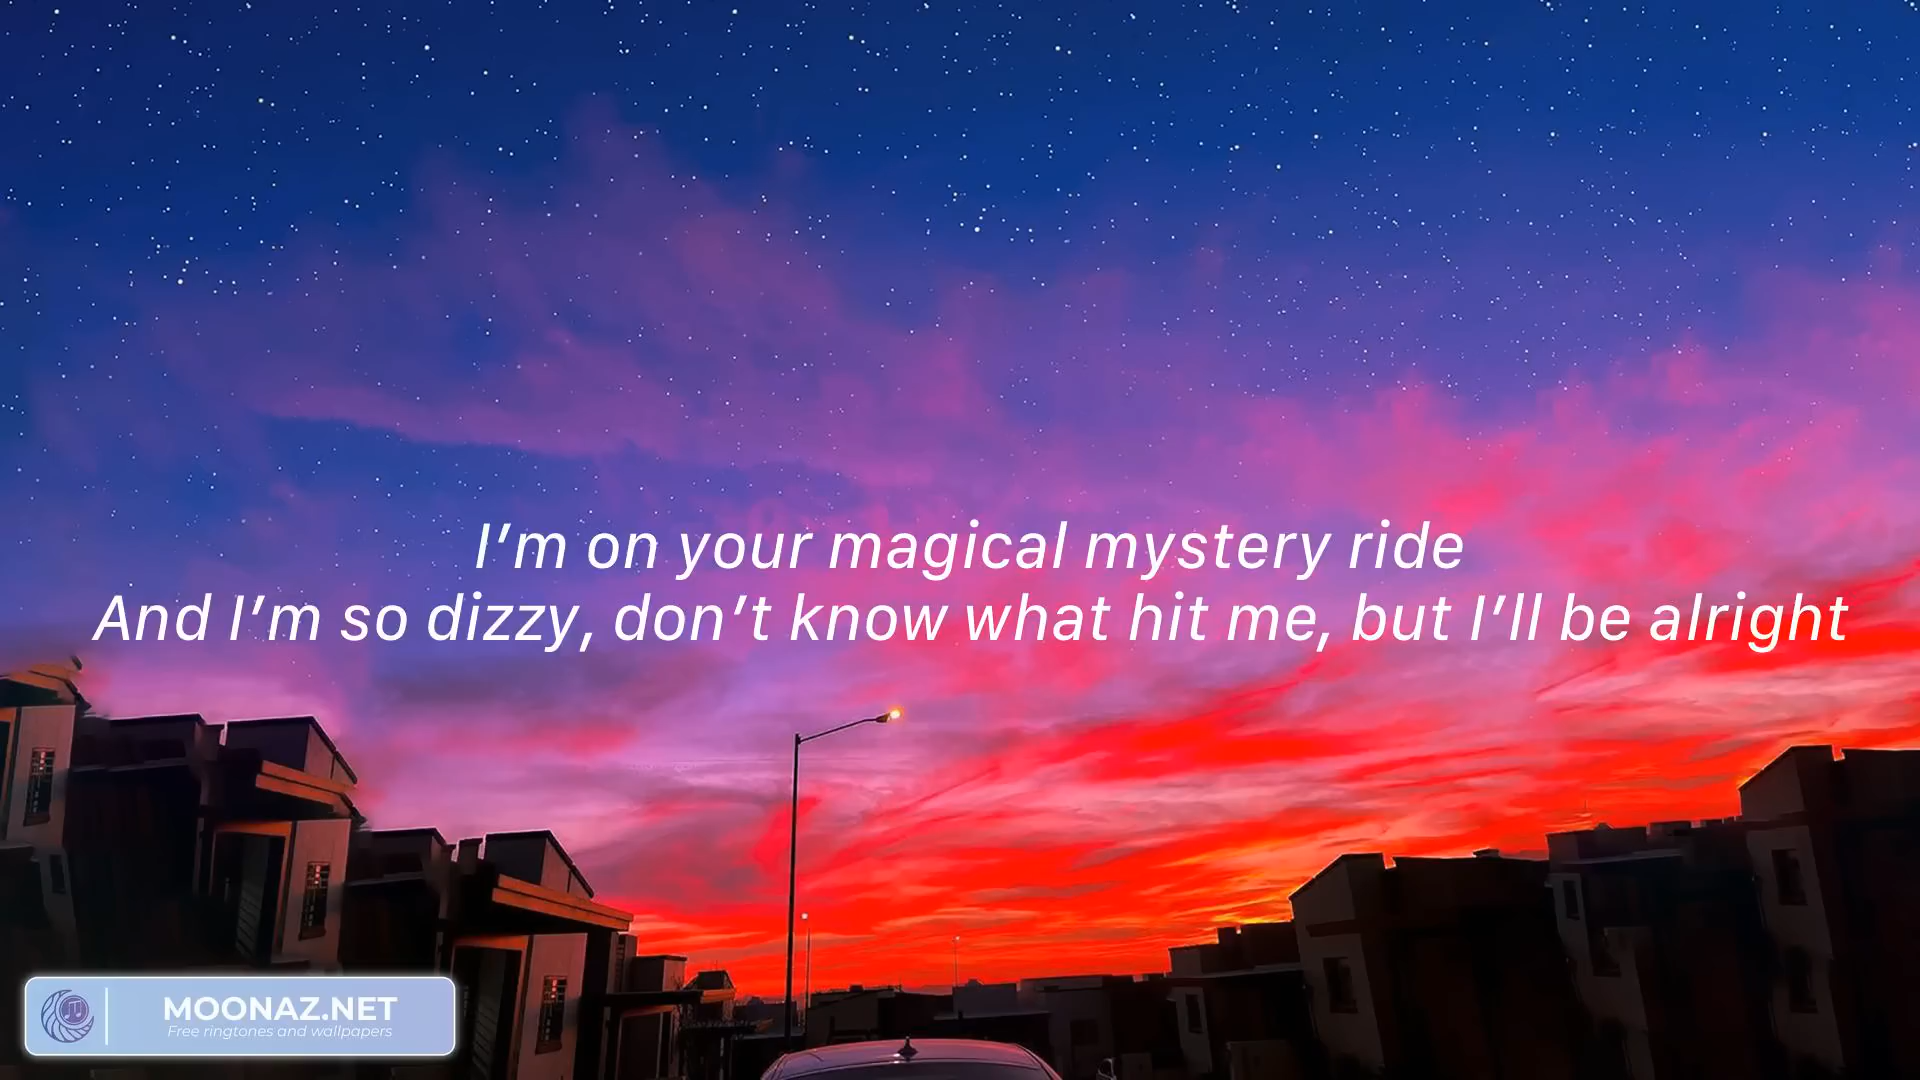 I’m on your magical mystery ride
And I’m so dizzy, don’t know what hit me, but I’ll be alright
MOONAZ.NET
Free ringtones and wallpapers